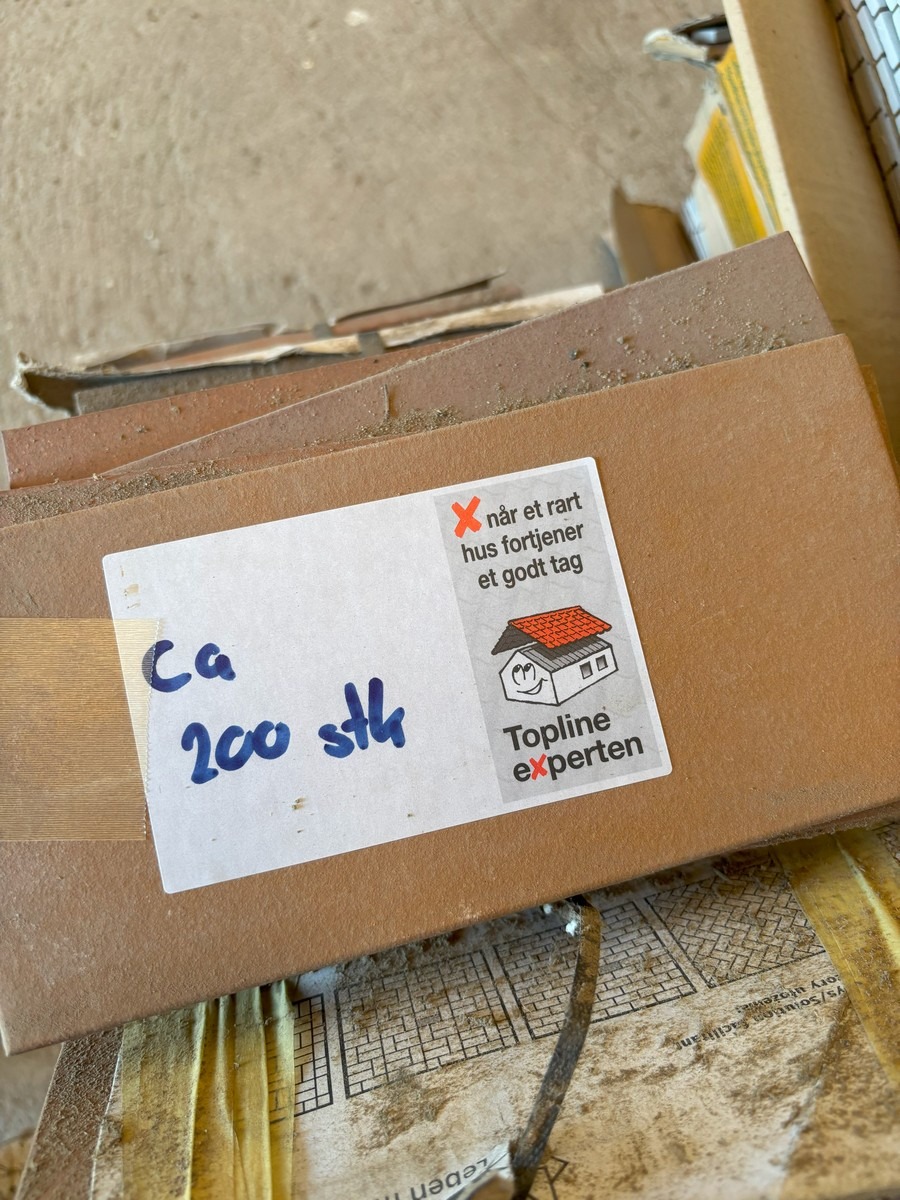 når et rart
hus fortjener
et godt tag
Ca
200 stk
Topline
experten